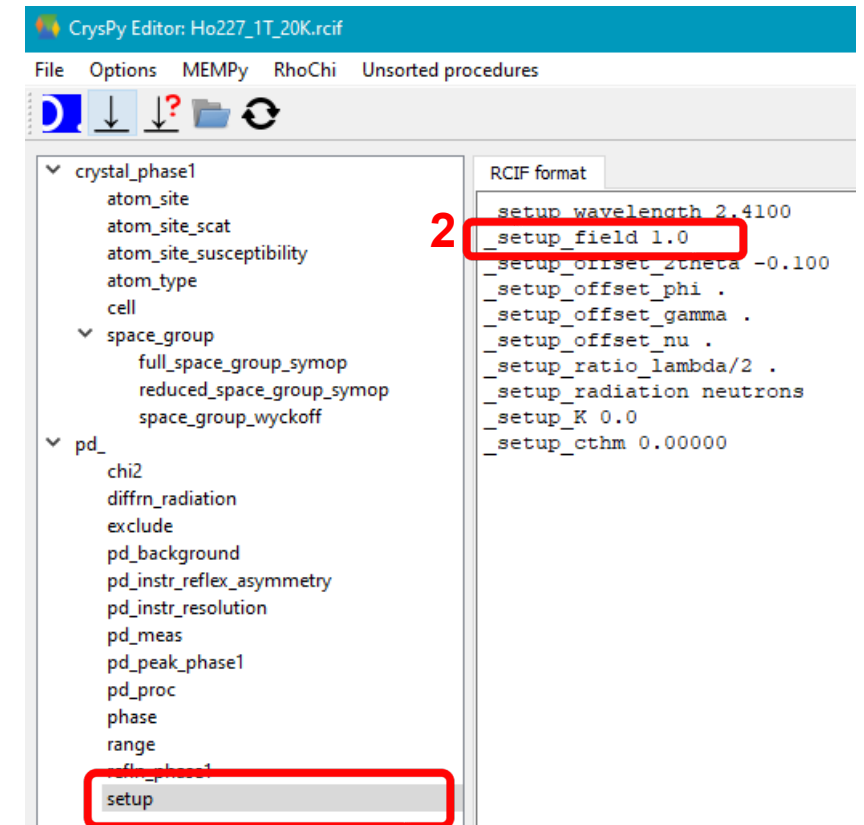 CrysPy Editor: Ho227_1T_20K.rcif
File Options MEMPy RhoChi Unsorted procedures
crystal_phase1
atom_site
atom_site_scat
atom_site_susceptibility
atom_type
cell
space_group
full_space_group_symop
reduced_space_group_symop
space_group_wyckoff
pd_
chi2
diffrn_radiation
exclude
pd_background
pd_instr_reflex_asymmetry
pd_instr_resolution
pd_meas
pd_peak_phase1
pd_proc
phase
range
refln_phase1
setup
RCIF format
_setup_wavelength 2.4100
2
_setup_field 1.0
_setup_offset_2theta -0.100
_setup_offset_phi .
_setup_offset_gamma .
_setup_offset_nu .
_setup_ratio_lambda/2 .
_setup_radiation neutrons
_setup_K 0.0
_setup_cthm 0.00000